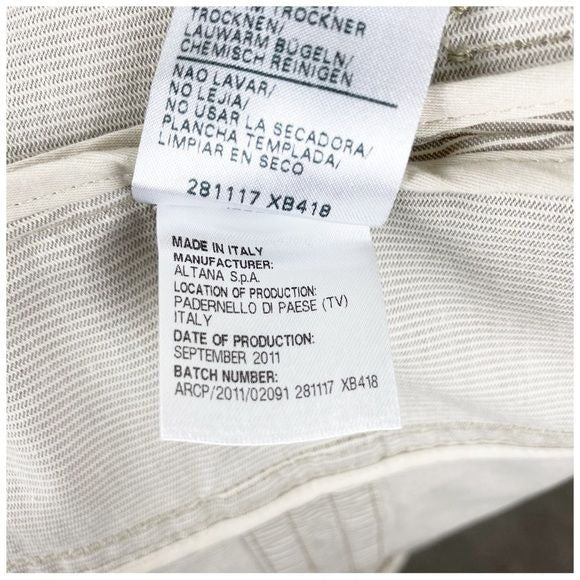 TROCKNER
TROCKNEN/
LAUWARM BÜGELN/
CHEMISCH REINIGEN
NAO LAVAR/
NO LEJIA/
NO USAR LA SECADORA/
PLANCHA TEMPLADA/
LIMPIAR EN SECO
281117 XB418
MADE IN ITALY
MANUFACTURER:
ALTANA S.p.A.
LOCATION OF PRODUCTION:
PADERNELLO DI PAESE (TV)
ITALY
DATE OF PRODUCTION:
SEPTEMBER 2011
BATCH NUMBER:
ARCP/2011/02091 281117 XB418